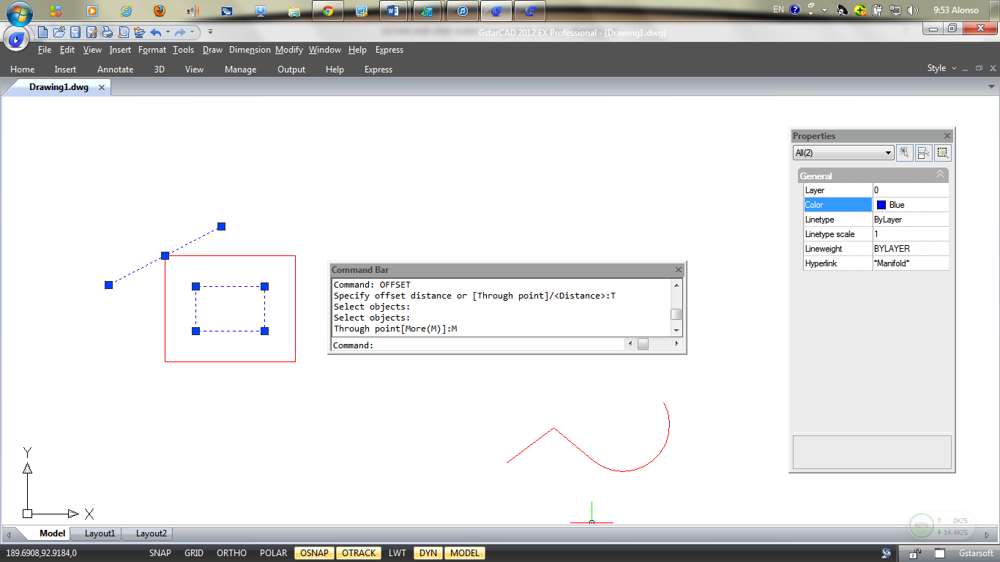 EN
9:53 Alonso
GstarCAD 2012 EX Professional - [Drawing1.dwg]
File Edit View Insert Format Tools Draw Dimension Modify Window Help Express
Home Insert Annotate 3D View Manage Output Help Express
Style
Drawing1.dwg
Properties
All(2)
General
Layer 0
Color Blue
Linetype ByLayer
Linetype scale 1
Lineweight BYLAYER
Hyperlink *Manifold*
Command Bar
Command: OFFSET
Specify offset distance or [Through point]/<Distance>:T
Select objects:
Select objects:
Through point[More(M)]:M
Command:
Y
X
40%
0K/S
14.4K/S
Model Layout1 Layout2
189.6908,92.9184,0 SNAP GRID ORTHO POLAR OSNAP OTRACK LWT DYN MODEL
Gstarsoft